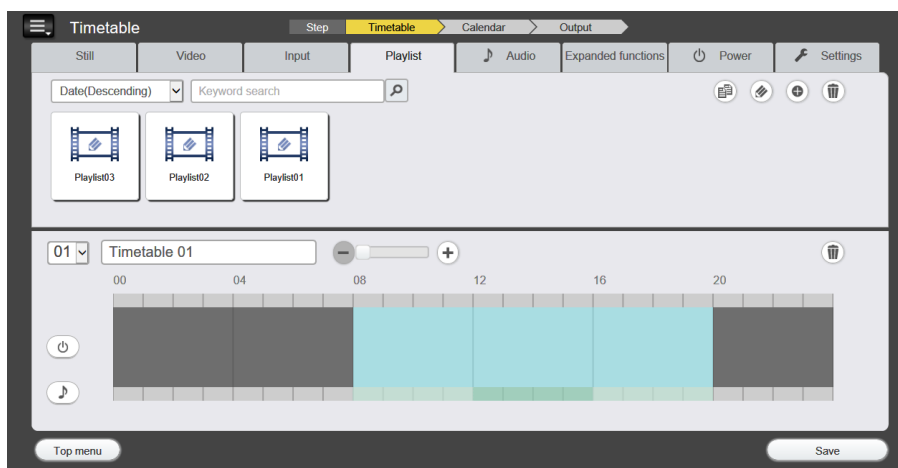 Timetable
Step Timetable Calendar Output
Still Video Input Playlist Audio Expanded functions Power Settings
Date(Descending) Keyword search
Playlist03 Playlist02 Playlist01
01 Timetable 01
00 04 08 12 16 20
Top menu Save